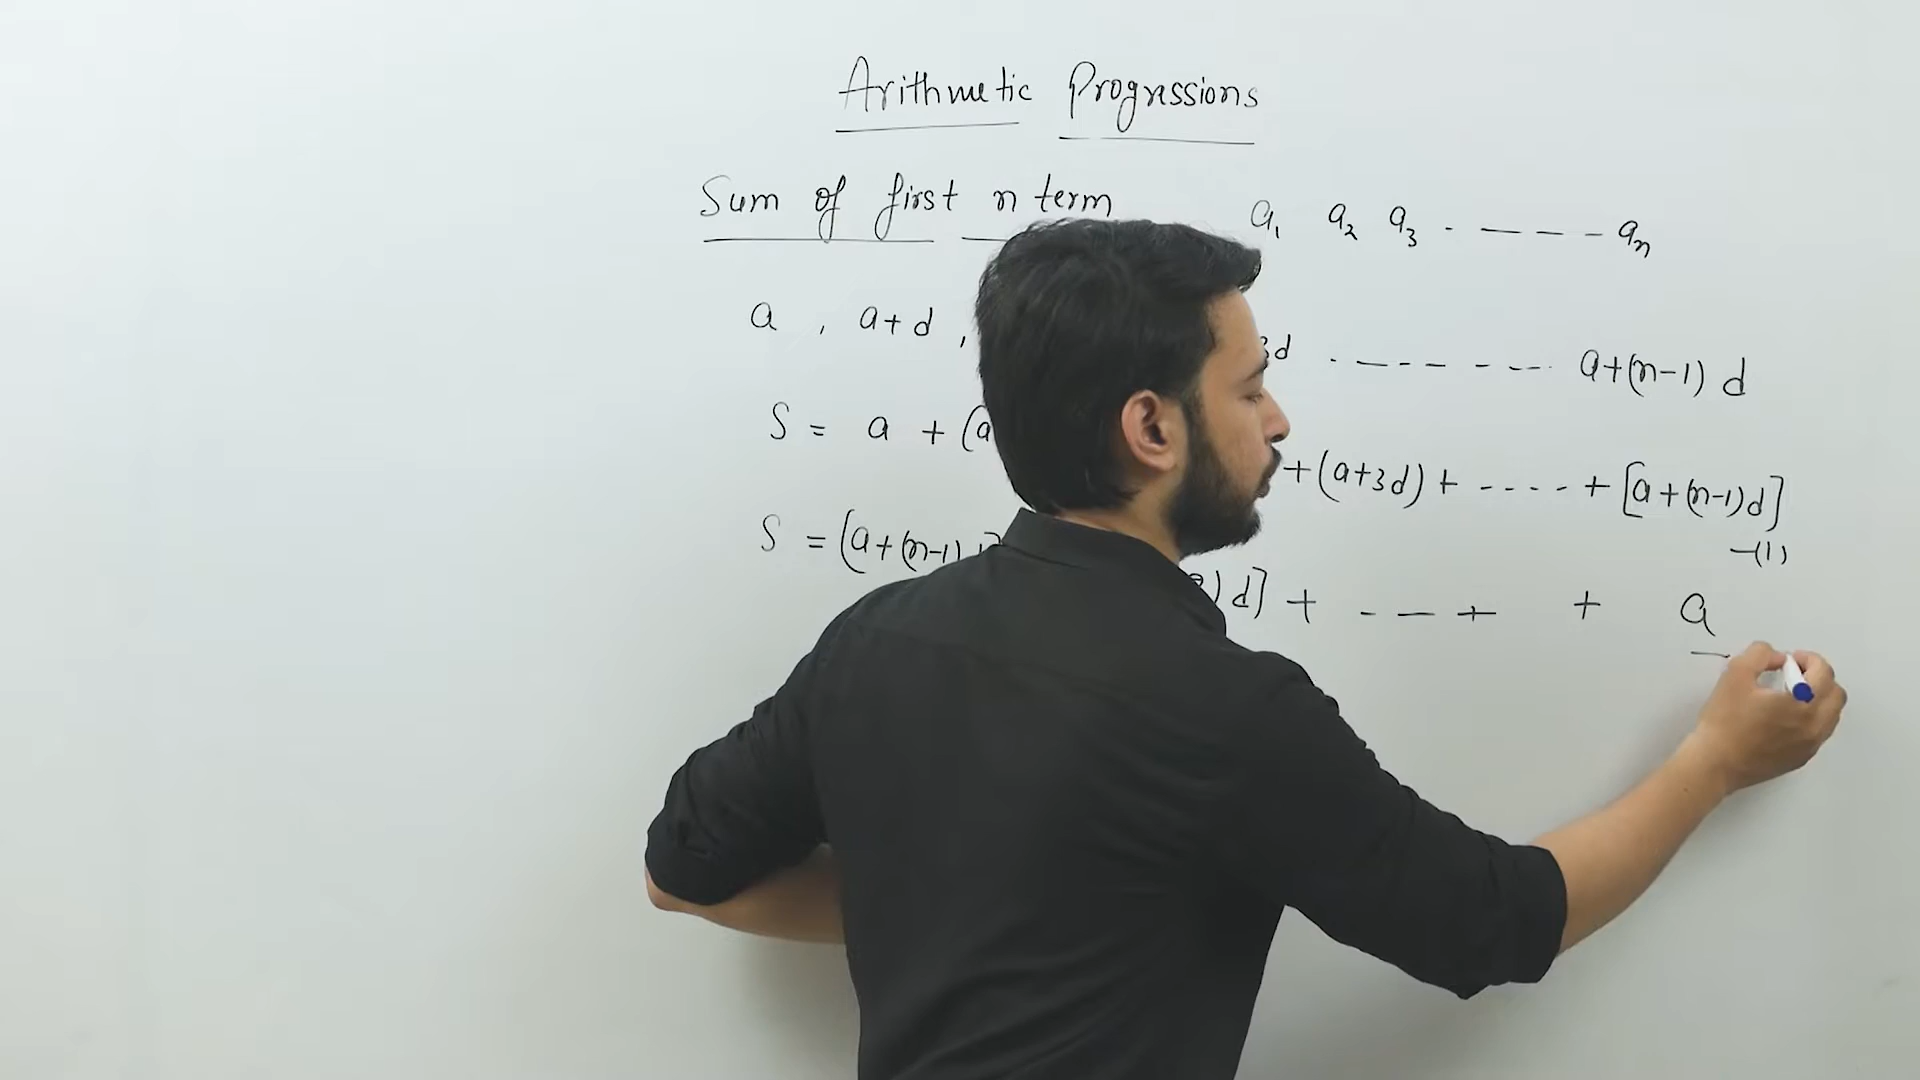 Arithmetic Progressions
Sum of first n term a₁ a₂ a₃ . - - - - aₙ
a , a+d , 3d . - - - - - - . a+(n-1) d
S = a + (a +(a+3d) + - - - - + [a+(n-1)d]
-(1)
S = (a+(n-1) ) d] + - - + + a